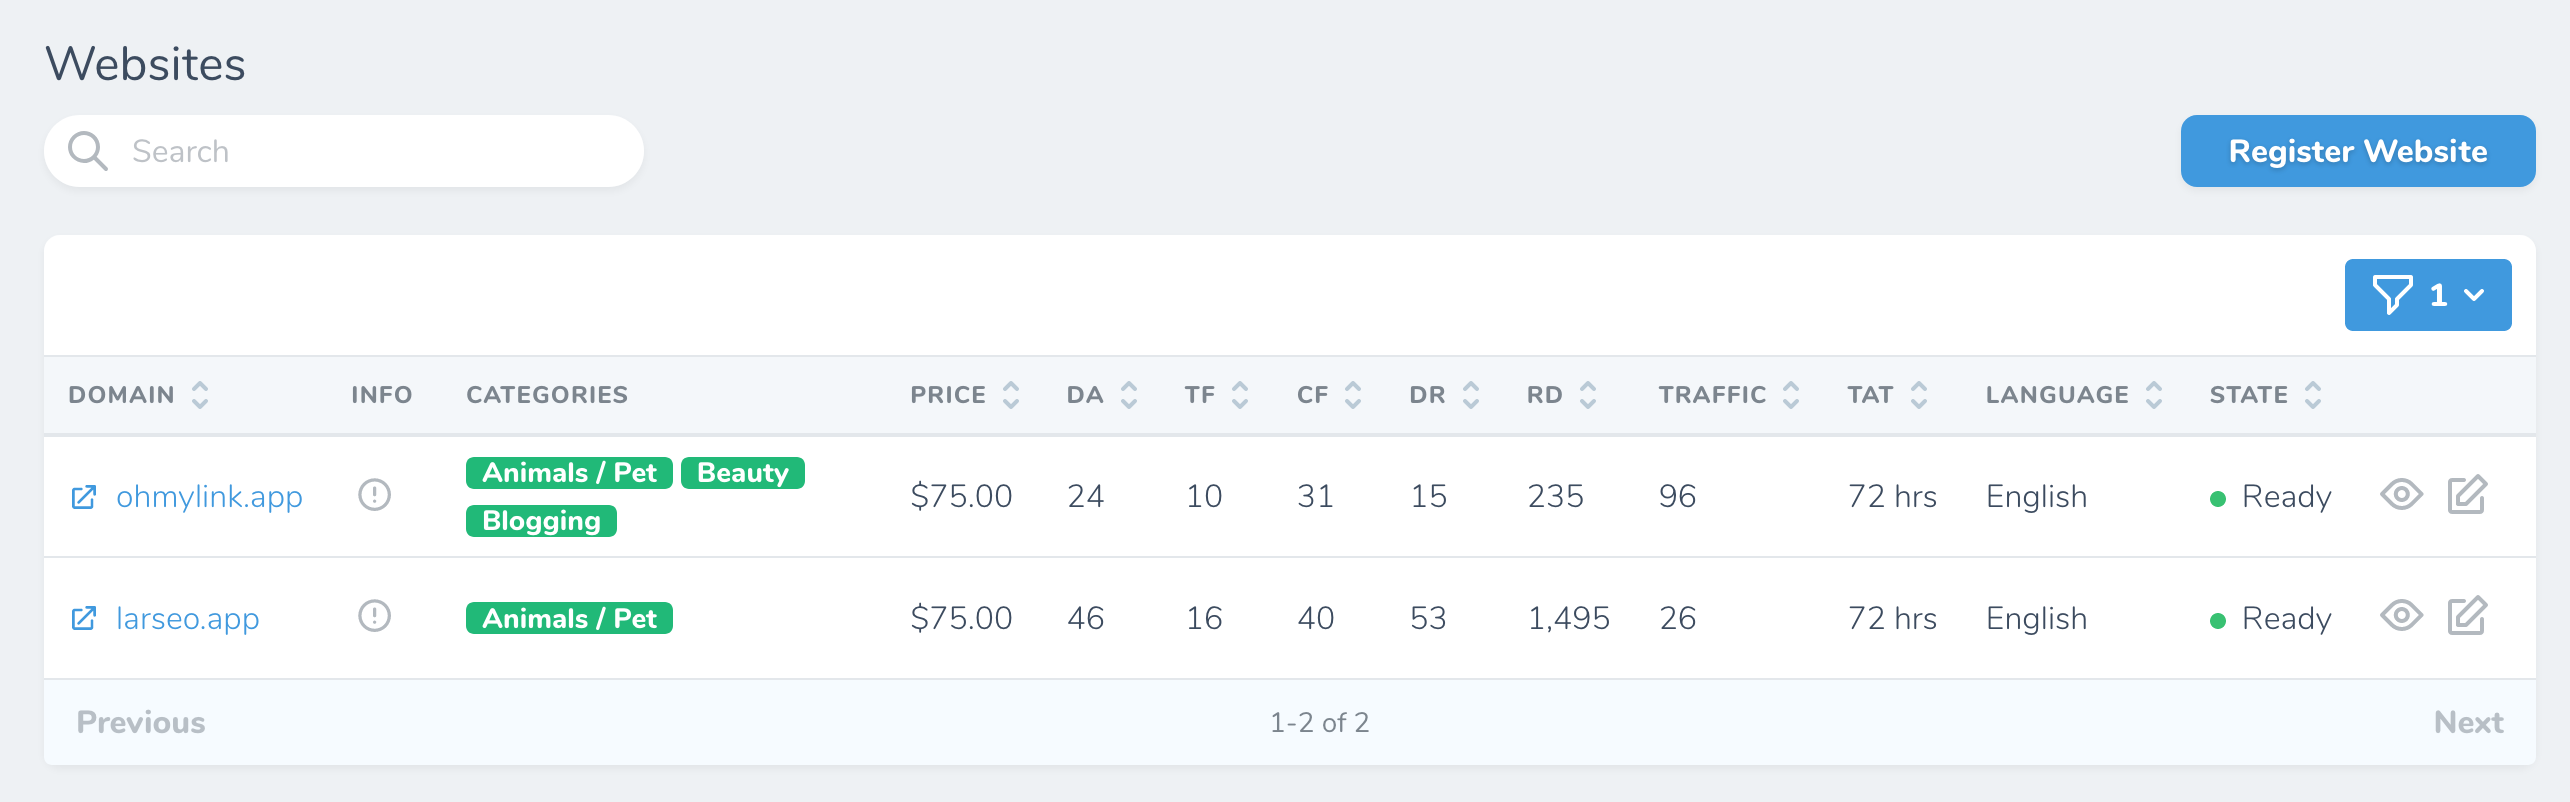 Websites
Search
Register Website
1
DOMAIN INFO CATEGORIES PRICE DA TF CF DR RD TRAFFIC TAT LANGUAGE STATE
ohmylink.app Animals / Pet Beauty Blogging $75.00 24 10 31 15 235 96 72 hrs English Ready
larseo.app Animals / Pet $75.00 46 16 40 53 1,495 26 72 hrs English Ready
Previous 1-2 of 2 Next